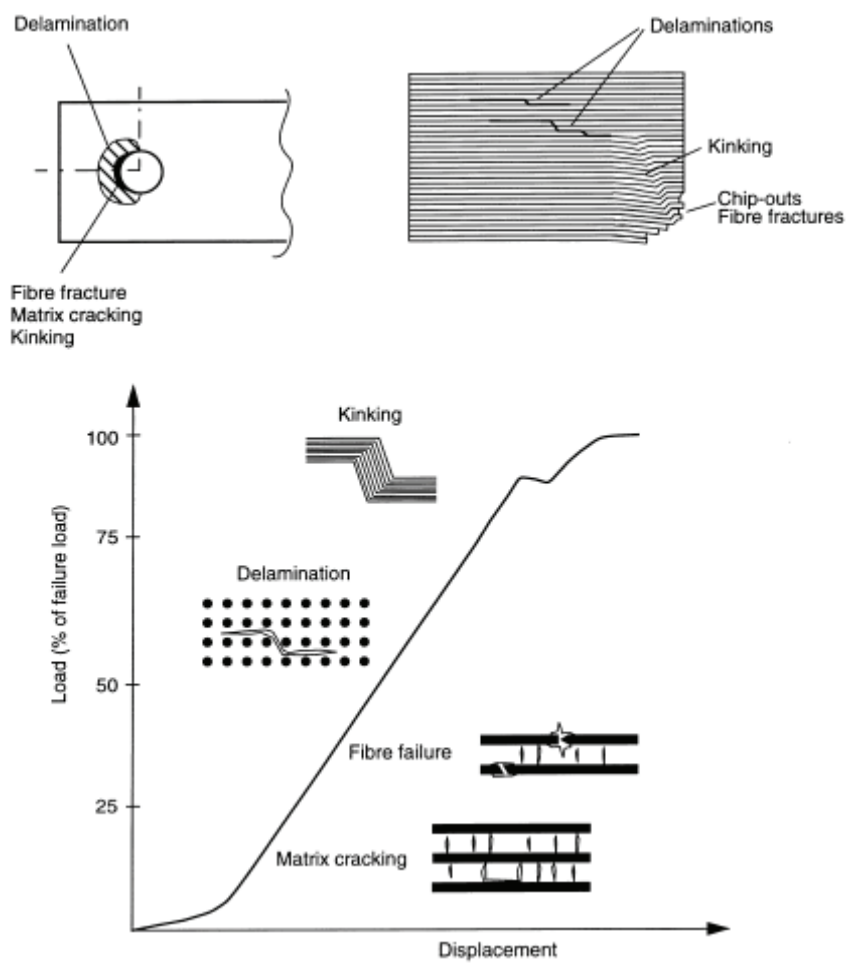 Delamination
Delaminations
Kinking
Chip-outs
Fibre fractures
Fibre fracture
Matrix cracking
Kinking
Kinking
100
75
Delamination
Load (% of failure load)
50
Fibre failure
25
Matrix cracking
Displacement